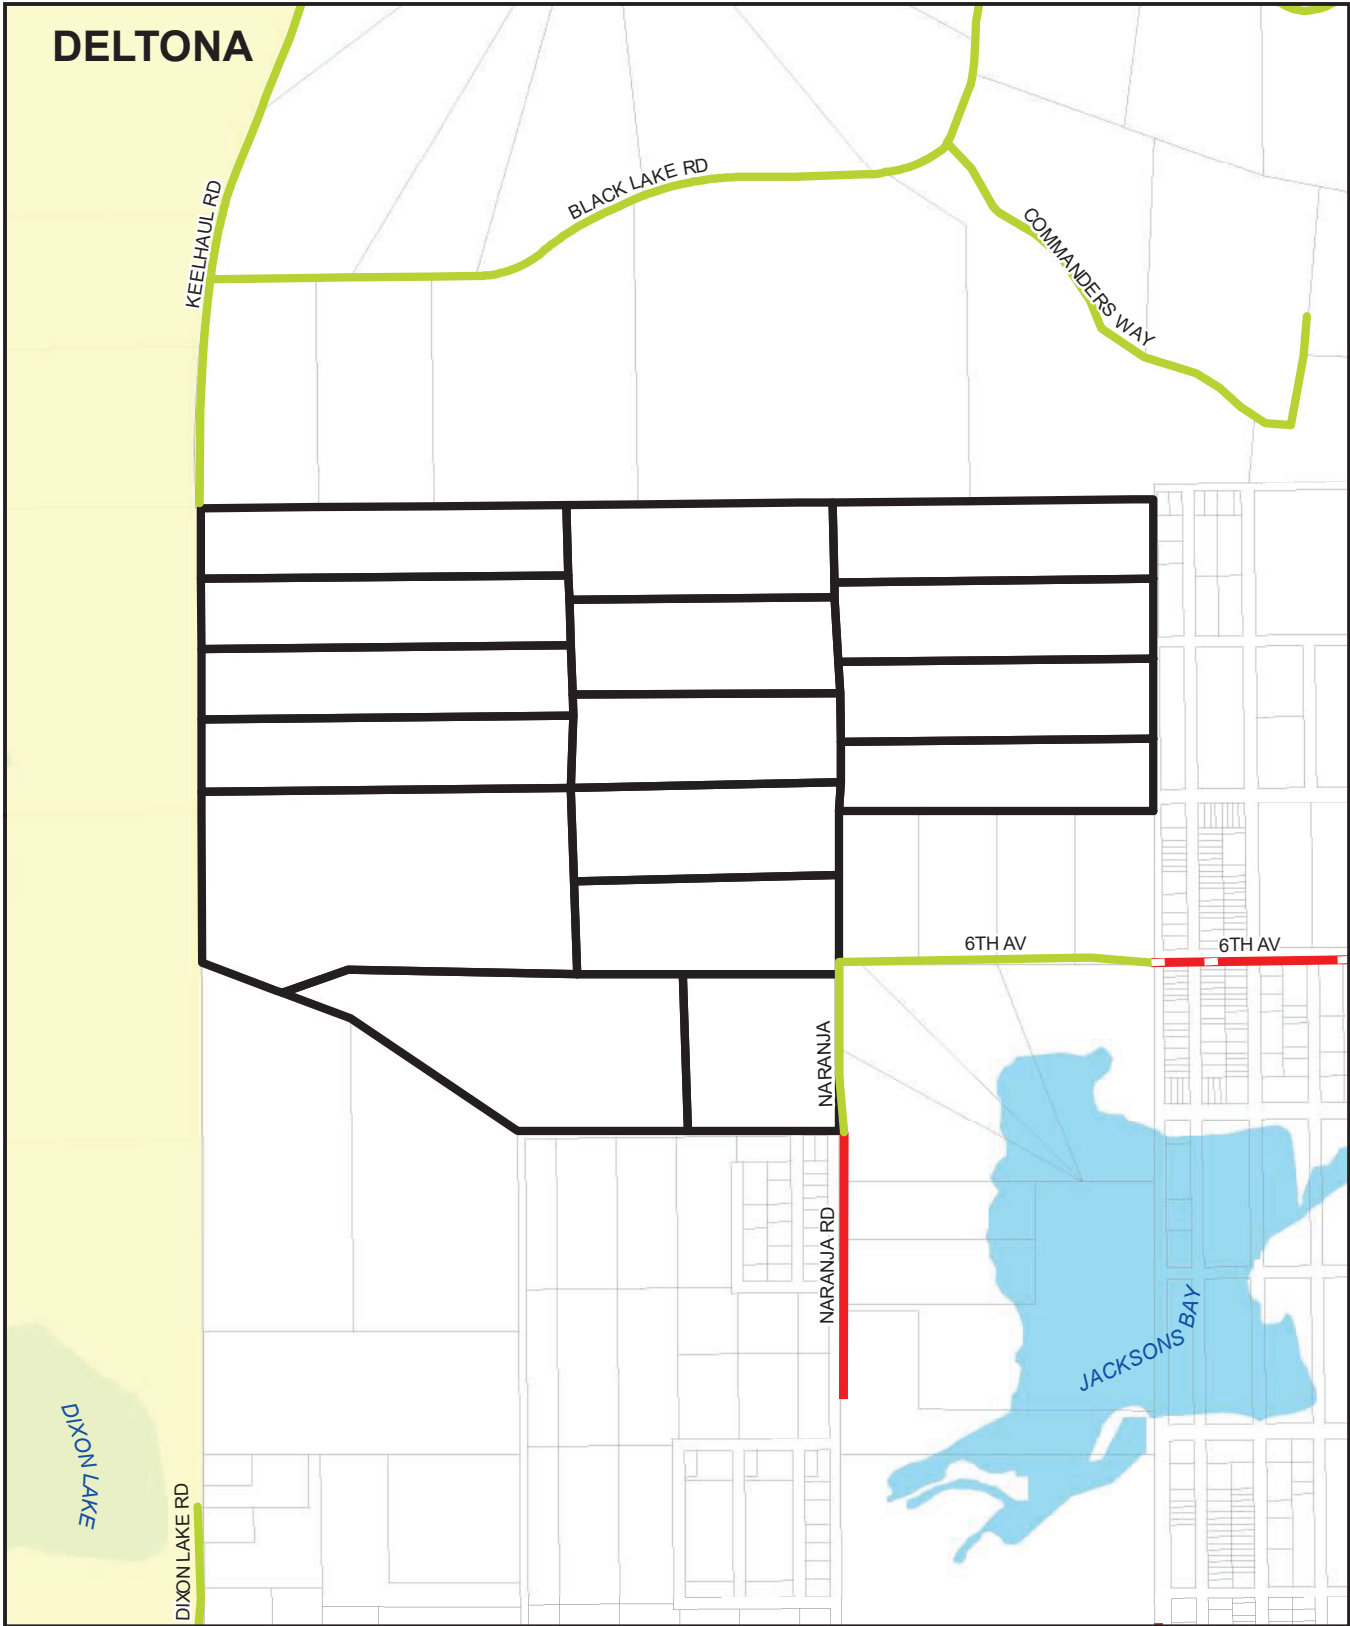 DELTONA
KEELHAUL RD
BLACK LAKE RD
COMMANDERS WAY
6TH AV
6TH AV
NARANJA
NARANJA RD
JACKSONS BAY
DIXON LAKE
DIXON LAKE RD